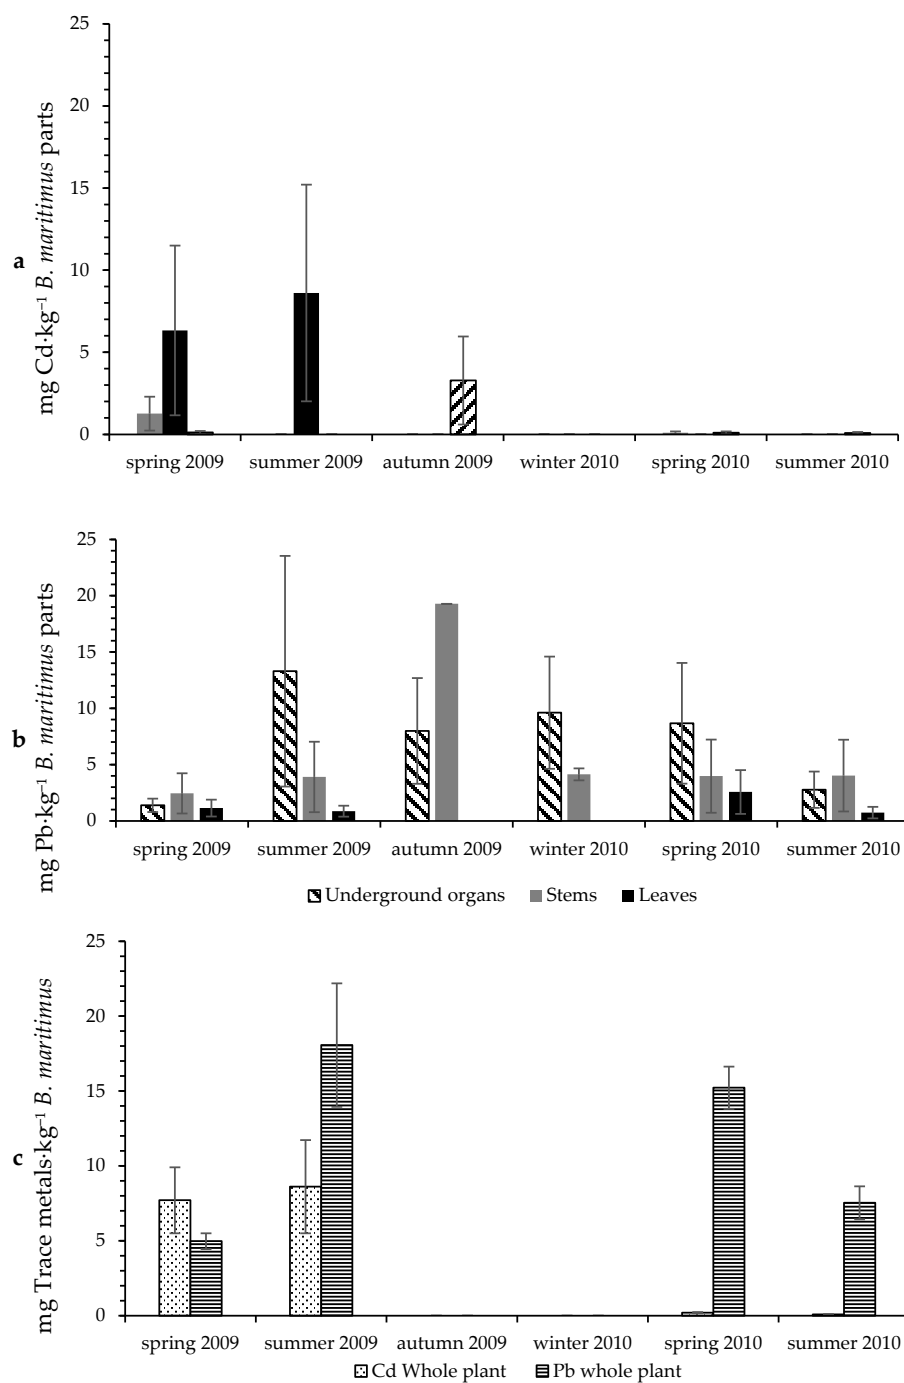 25
20
15
10
5
0
a
mg Cd·kg⁻¹ B. maritimus parts
spring 2009 summer 2009 autumn 2009 winter 2010 spring 2010 summer 2010
25
20
15
10
5
0
b
mg Pb·kg⁻¹ B. maritimus parts
spring 2009 summer 2009 autumn 2009 winter 2010 spring 2010 summer 2010
Underground organs Stems Leaves
25
20
15
10
5
0
c
mg Trace metals·kg⁻¹ B. maritimus
spring 2009 summer 2009 autumn 2009 winter 2010 spring 2010 summer 2010
Cd Whole plant Pb whole plant